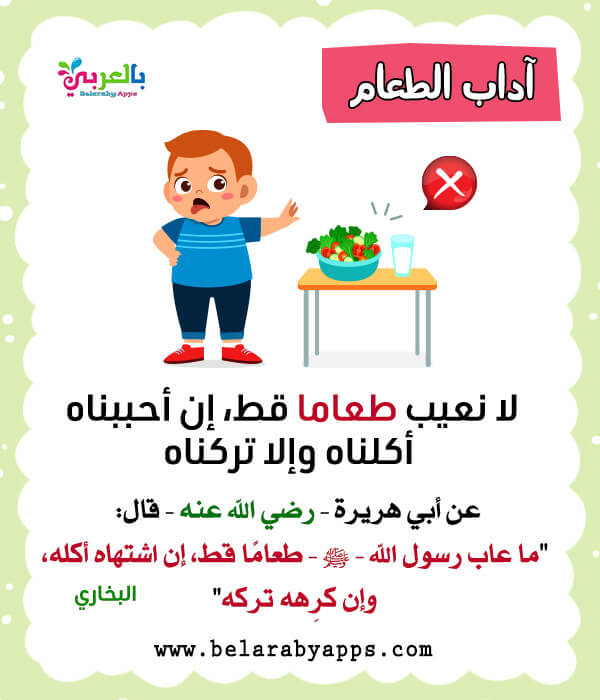 بالعربي
Belaraby Apps
آداب الطعام
لا نعيب طعاما قط، إن أحببناه
أكلناه وإلا تركناه
عن أبي هريرة - رضي الله عنه - قال:
"ما عاب رسول الله - ﷺ - طعامًا قط، إن اشتهاه أكله،
وإن كرِهه تركه"
البخاري
www.belarabyapps.com